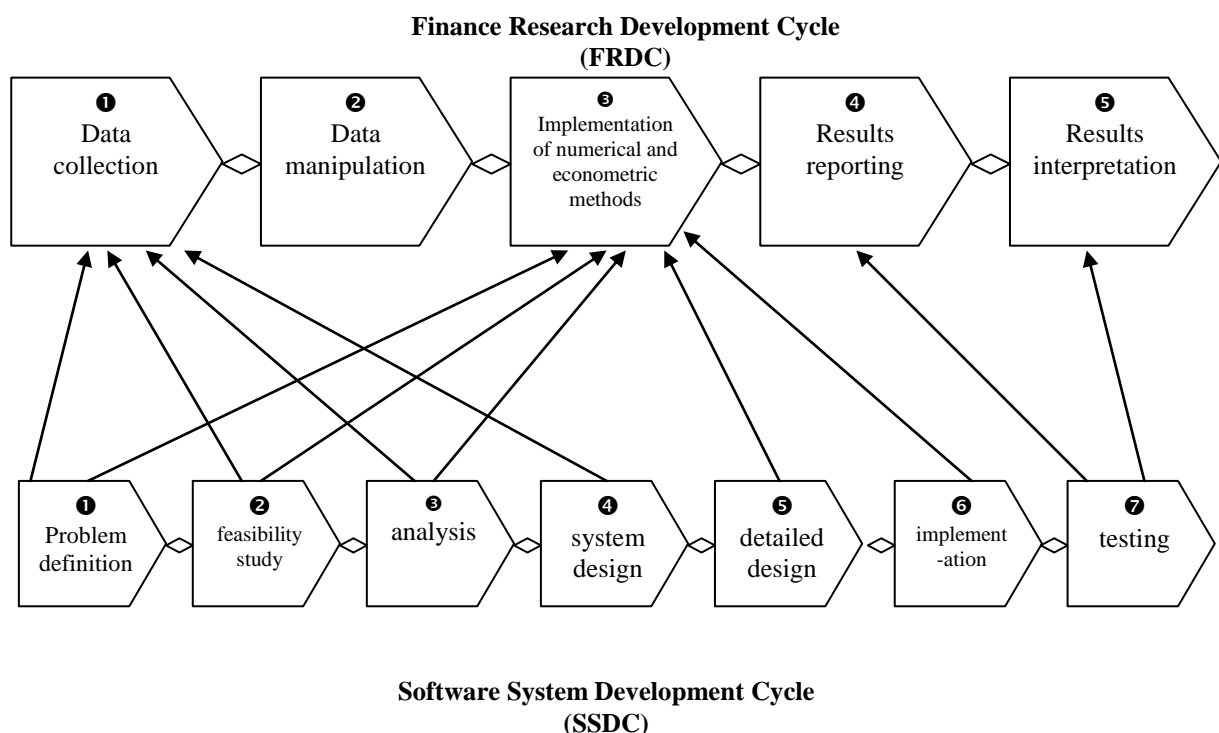 Finance Research Development Cycle
(FRDC)
❶
Data
collection
❷
Data
manipulation
❸
Implementation
of numerical and
econometric
methods
❹
Results
reporting
❺
Results
interpretation
❶
Problem
definition
❷
feasibility
study
❸
analysis
❹
system
design
❺
detailed
design
❻
implement
-ation
❼
testing
Software System Development Cycle
(SSDC)